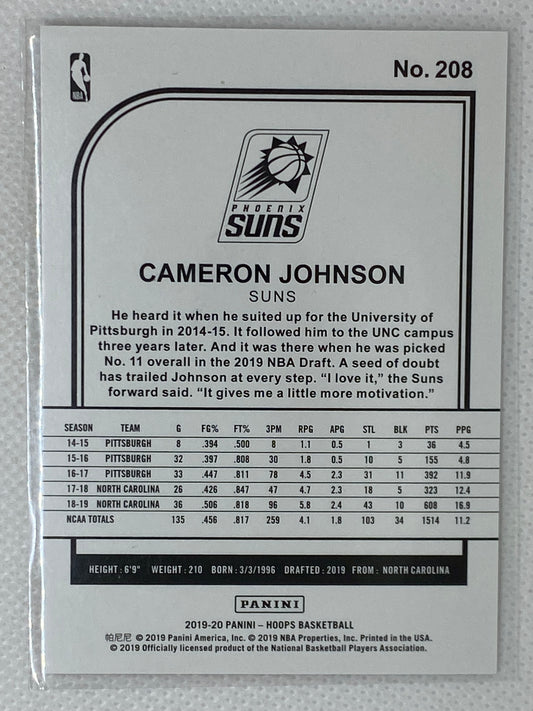 No. 208
NBA
PHOENIX
SUNS
CAMERON JOHNSON
SUNS
He heard it when he suited up for the University of
Pittsburgh in 2014-15. It followed him to the UNC campus
three years later. And it was there when he was picked
No. 11 overall in the 2019 NBA Draft. A seed of doubt
has trailed Johnson at every step. “I love it,” the Suns
forward said. “It gives me a little more motivation.”
SEASON TEAM G FG% FT% 3PM RPG APG STL BLK PTS PPG
14-15 PITTSBURGH 8 .394 .500 8 1.1 0.5 1 3 36 4.5
15-16 PITTSBURGH 32 .397 .808 30 1.8 0.5 10 5 155 4.8
16-17 PITTSBURGH 33 .447 .811 78 4.5 2.3 31 11 392 11.9
17-18 NORTH CAROLINA 26 .426 .847 47 4.7 2.3 18 5 323 12.4
18-19 NORTH CAROLINA 36 .506 .818 96 5.8 2.4 43 10 608 16.9
NCAA TOTALS 135 .456 .817 259 4.1 1.8 103 34 1514 11.2
HEIGHT: 6'9" WEIGHT: 210 BORN: 3/3/1996 DRAFTED: 2019 FROM: NORTH CAROLINA
PANINI
2019-20 PANINI – HOOPS BASKETBALL
帕尼尼 © 2019 Panini America, Inc. © 2019 NBA Properties, Inc. Printed in the USA.
© 2019 Officially licensed product of the National Basketball Players Association.